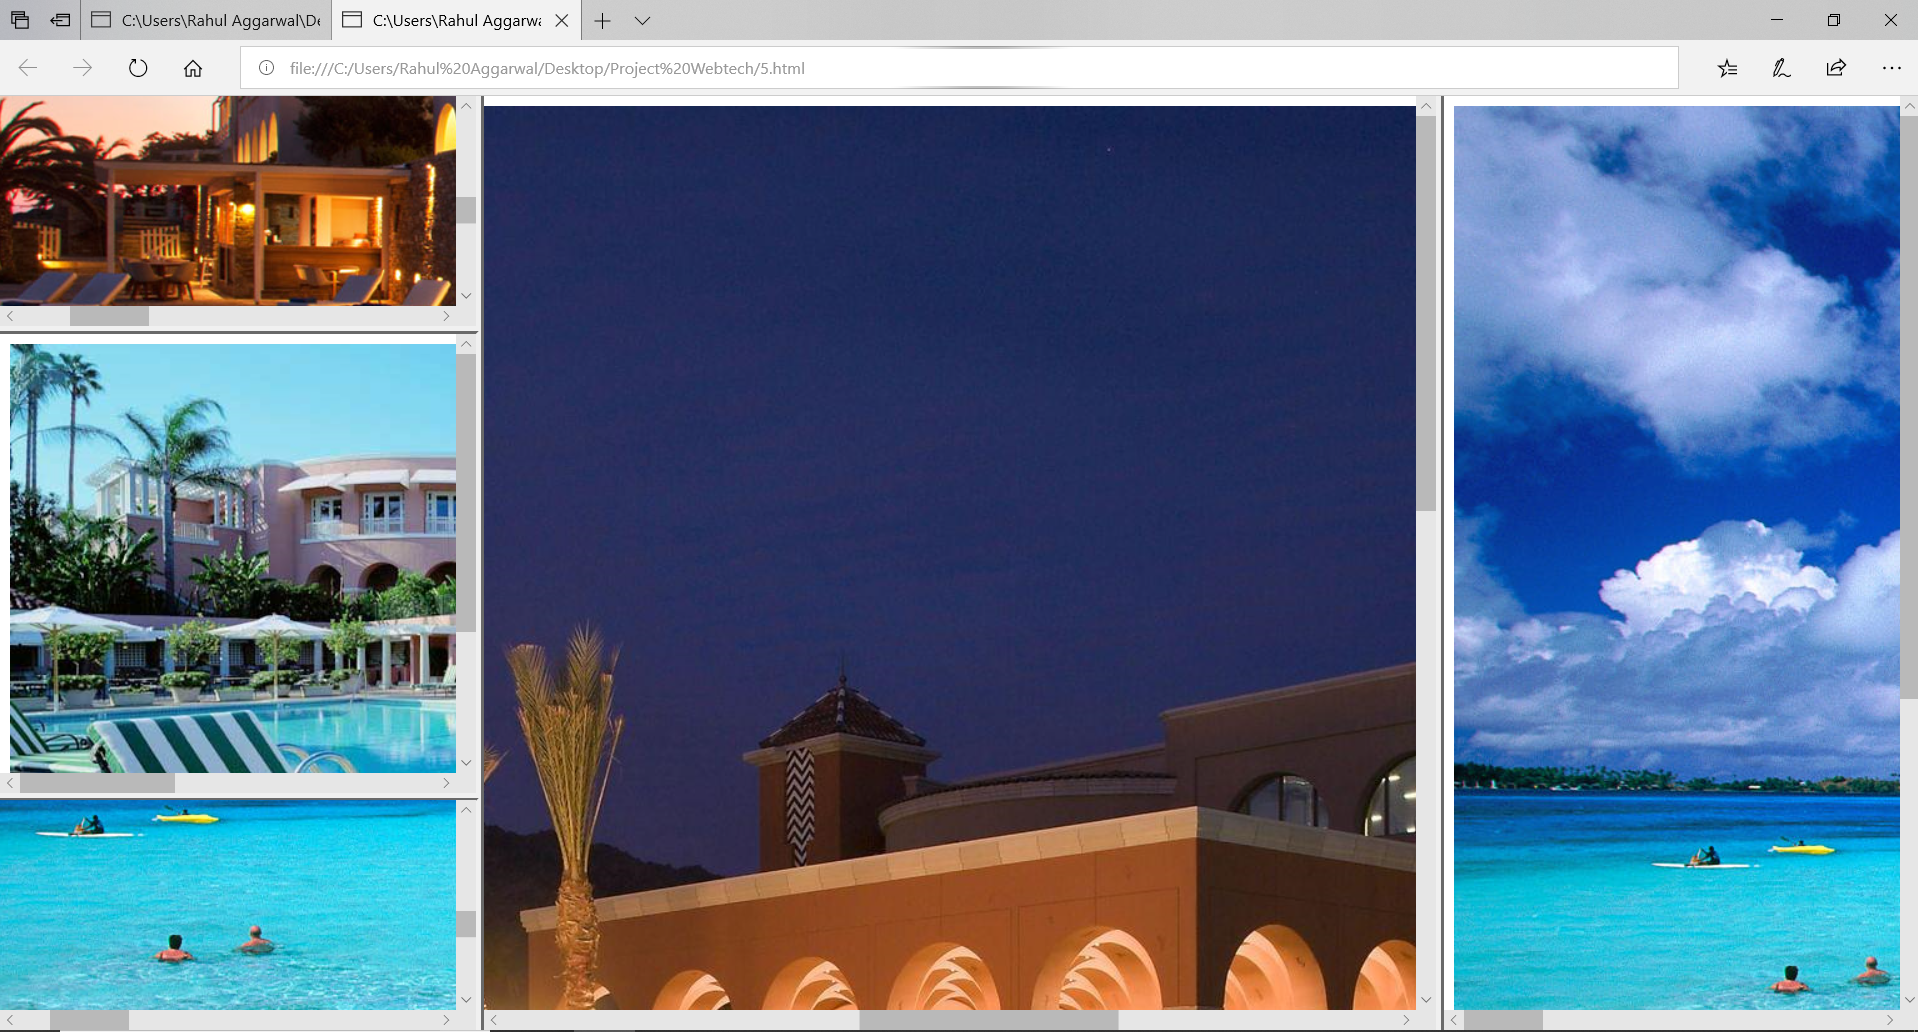 C:\Users\Rahul Aggarwal\De
C:\Users\Rahul Aggarwa
file:///C:/Users/Rahul%20Aggarwal/Desktop/Project%20Webtech/5.html